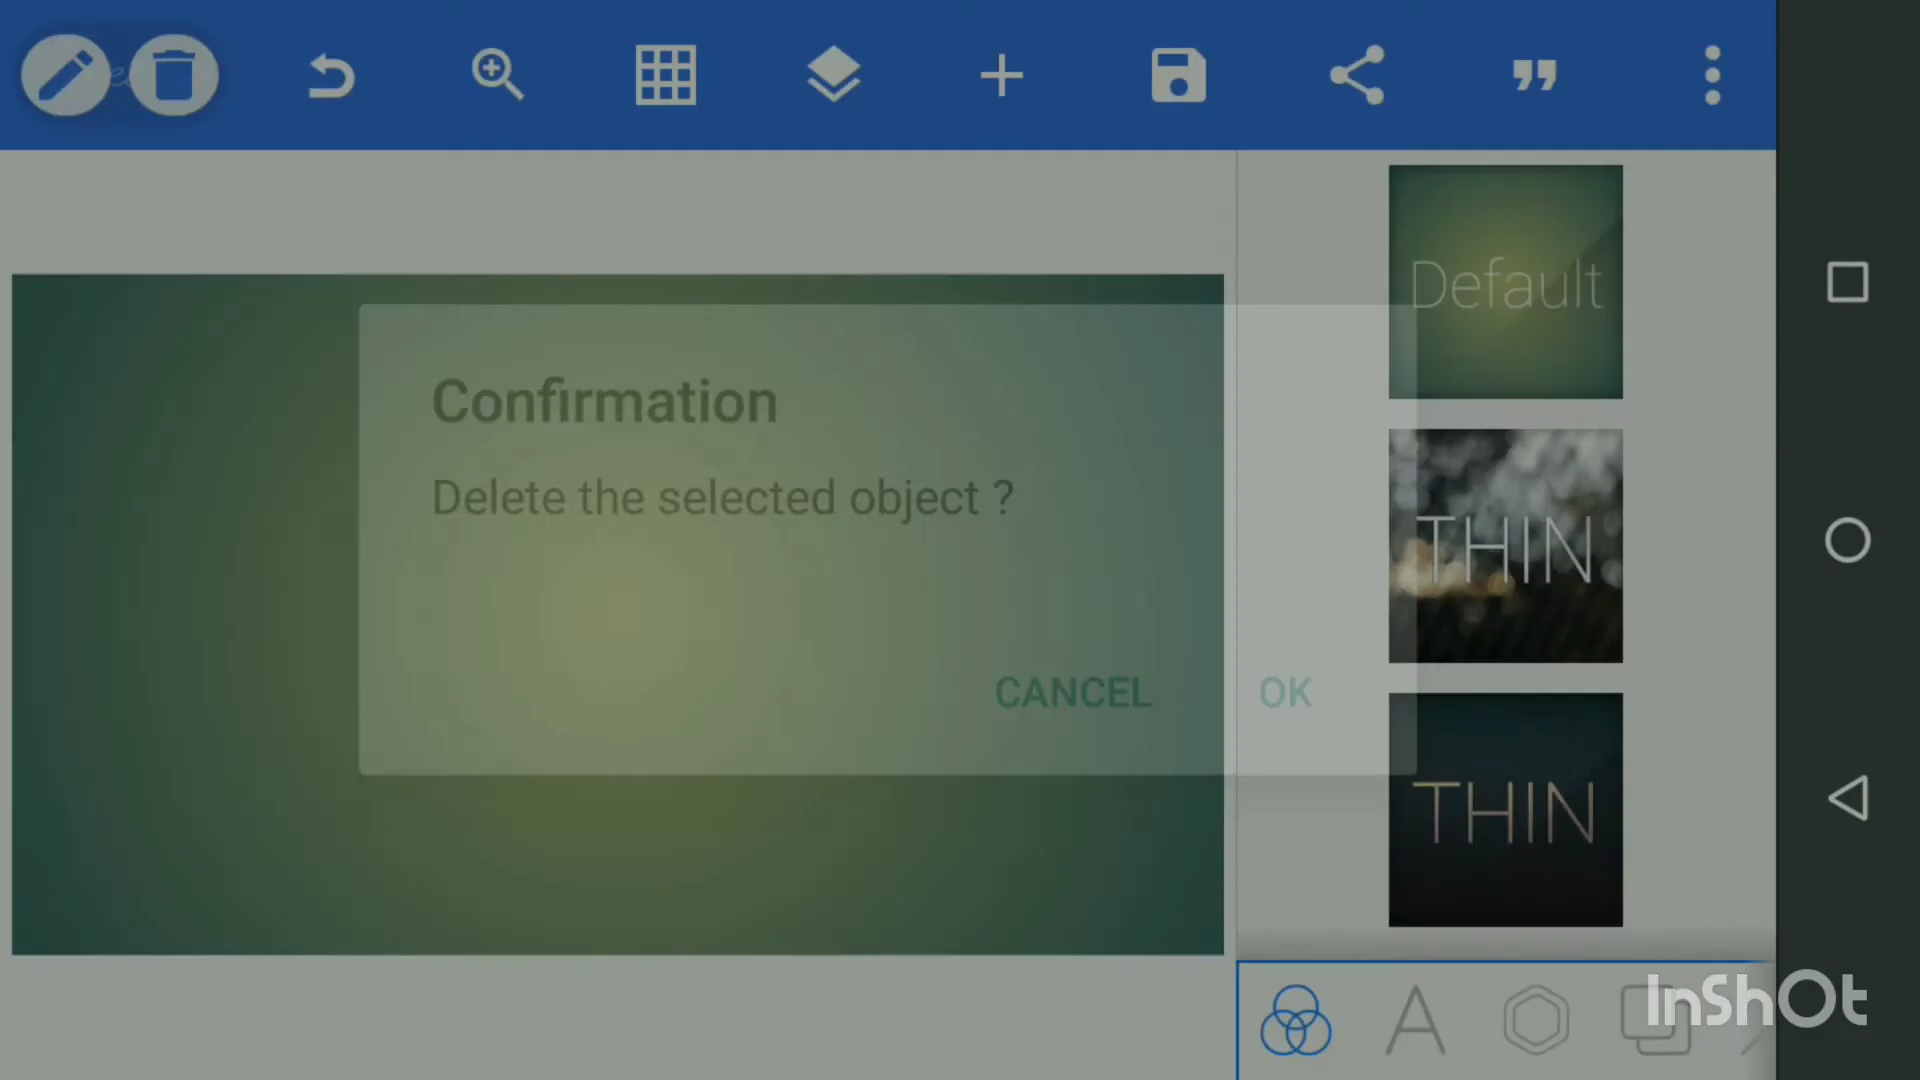 Default
Confirmation
Delete the selected object ?
THIN
CANCEL
OK
THIN
InShOt